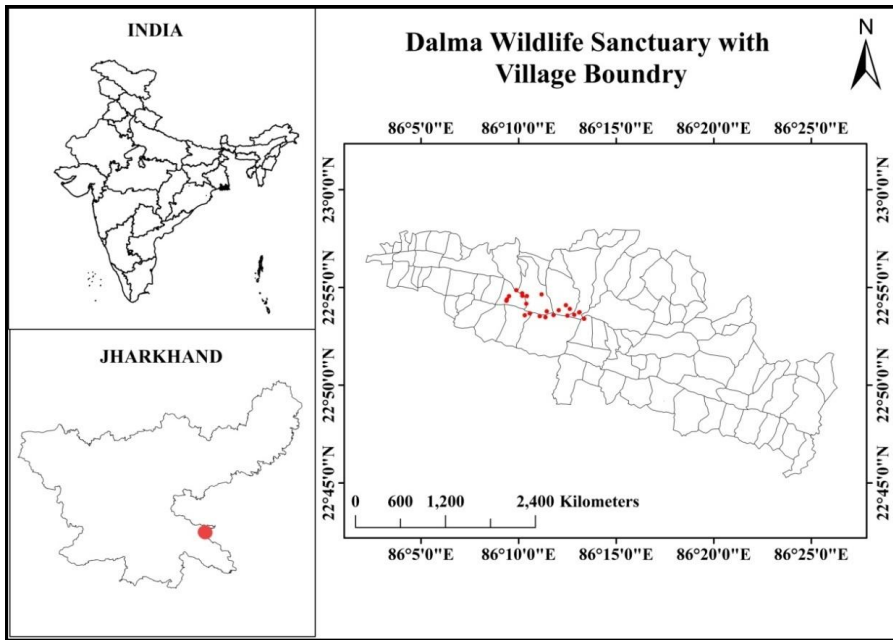 INDIA
JHARKHAND
Dalma Wildlife Sanctuary with
Village Boundry
N
86°5'0"E 86°10'0"E 86°15'0"E 86°20'0"E 86°25'0"E
23°0'0"N
22°55'0"N
22°50'0"N
22°45'0"N
23°0'0"N
22°55'0"N
22°50'0"N
22°45'0"N
0 600 1,200 2,400 Kilometers
86°5'0"E 86°10'0"E 86°15'0"E 86°20'0"E 86°25'0"E